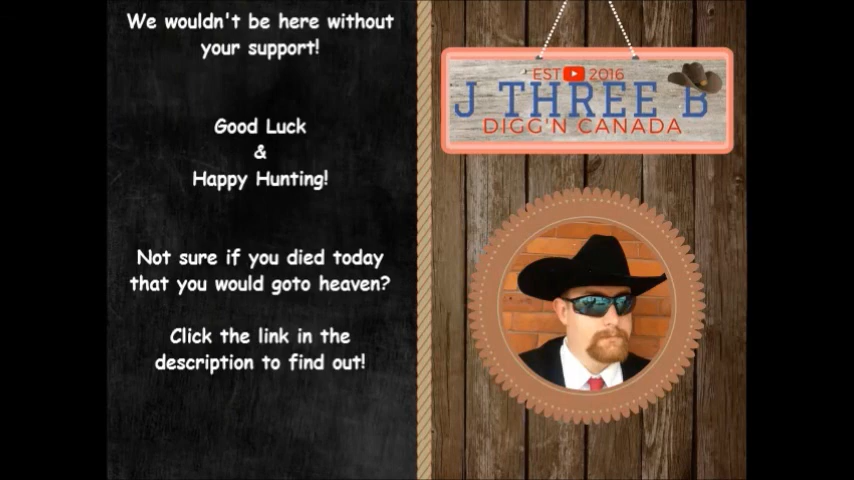 We wouldn't be here without
your support!
Good Luck
&
Happy Hunting!
Not sure if you died today
that you would goto heaven?
Click the link in the
description to find out!
EST 2016
J THREE B
DIGG'N CANADA